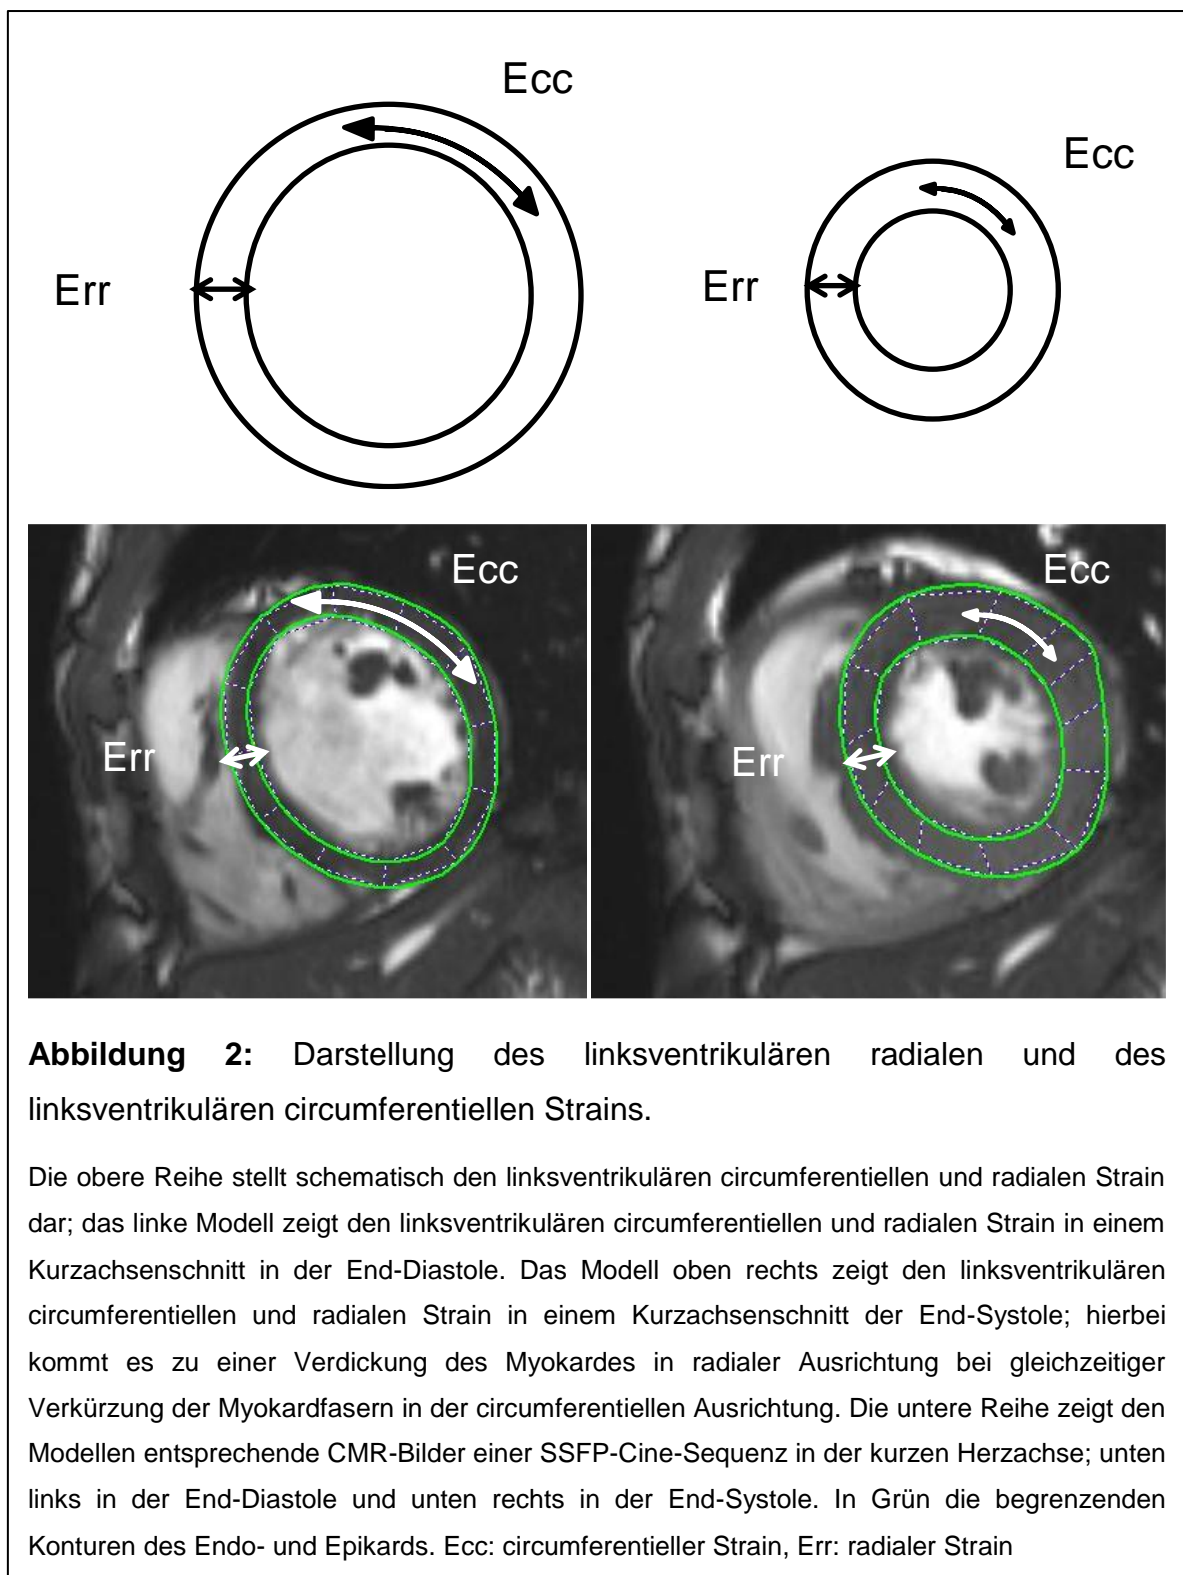 Ecc
Ecc
Err
Err
Ecc
Ecc
Err
Err
Abbildung 2: Darstellung des linksventrikulären radialen und des
linksventrikulären circumferentiellen Strains.
Die obere Reihe stellt schematisch den linksventrikulären circumferentiellen und radialen Strain
dar; das linke Modell zeigt den linksventrikulären circumferentiellen und radialen Strain in einem
Kurzachsenschnitt in der End-Diastole. Das Modell oben rechts zeigt den linksventrikulären
circumferentiellen und radialen Strain in einem Kurzachsenschnitt der End-Systole; hierbei
kommt es zu einer Verdickung des Myokardes in radialer Ausrichtung bei gleichzeitiger
Verkürzung der Myokardfasern in der circumferentiellen Ausrichtung. Die untere Reihe zeigt den
Modellen entsprechende CMR-Bilder einer SSFP-Cine-Sequenz in der kurzen Herzachse; unten
links in der End-Diastole und unten rechts in der End-Systole. In Grün die begrenzenden
Konturen des Endo- und Epikards. Ecc: circumferentieller Strain, Err: radialer Strain